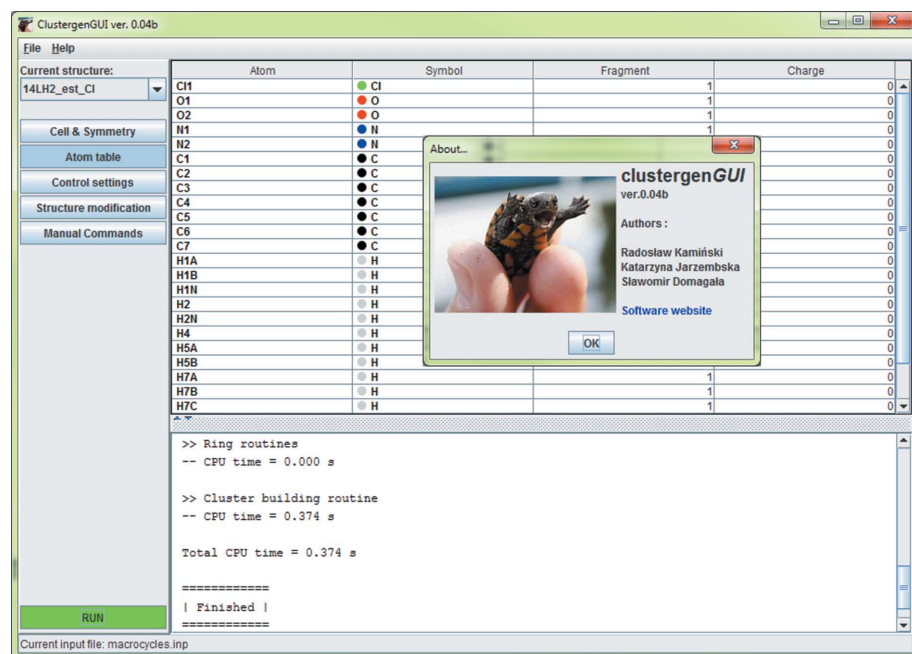 ClustergenGUI ver. 0.04b
File Help
Current structure:
14LH2_est_Cl
Cell & Symmetry
Atom table
Control settings
Structure modification
Manual Commands
RUN
Atom Symbol Fragment Charge
Cl1 Cl 1 0
O1 O 1 0
O2 O 1 0
N1 N 1 0
N2 N 0
C1 C 0
C2 C 0
C3 C 0
C4 C 0
C5 C 0
C6 C 0
C7 C 0
H1A H 0
H1B H 0
H1N H 0
H2 H 0
H2N H 0
H4 H 0
H5A H 0
H5B H 0
H7A H 1 0
H7B H 1 0
H7C H 1 0
About...
clustergenGUI
ver.0.04b
Authors :
Radosław Kamiński
Katarzyna Jarzembska
Sławomir Domagała
Software website
OK
>> Ring routines
-- CPU time = 0.000 s
>> Cluster building routine
-- CPU time = 0.374 s
Total CPU time = 0.374 s
============
| Finished |
============
Current input file: macrocycles.inp